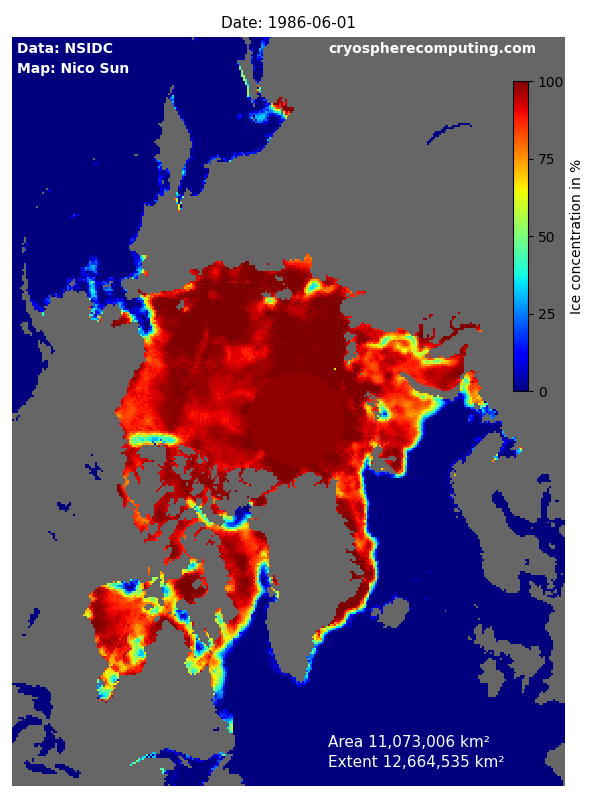 Date: 1986-06-01
Data: NSIDC
Map: Nico Sun
cryospherecomputing.com
100
75
50
25
0
Ice concentration in %
Area 11,073,006 km²
Extent 12,664,535 km²